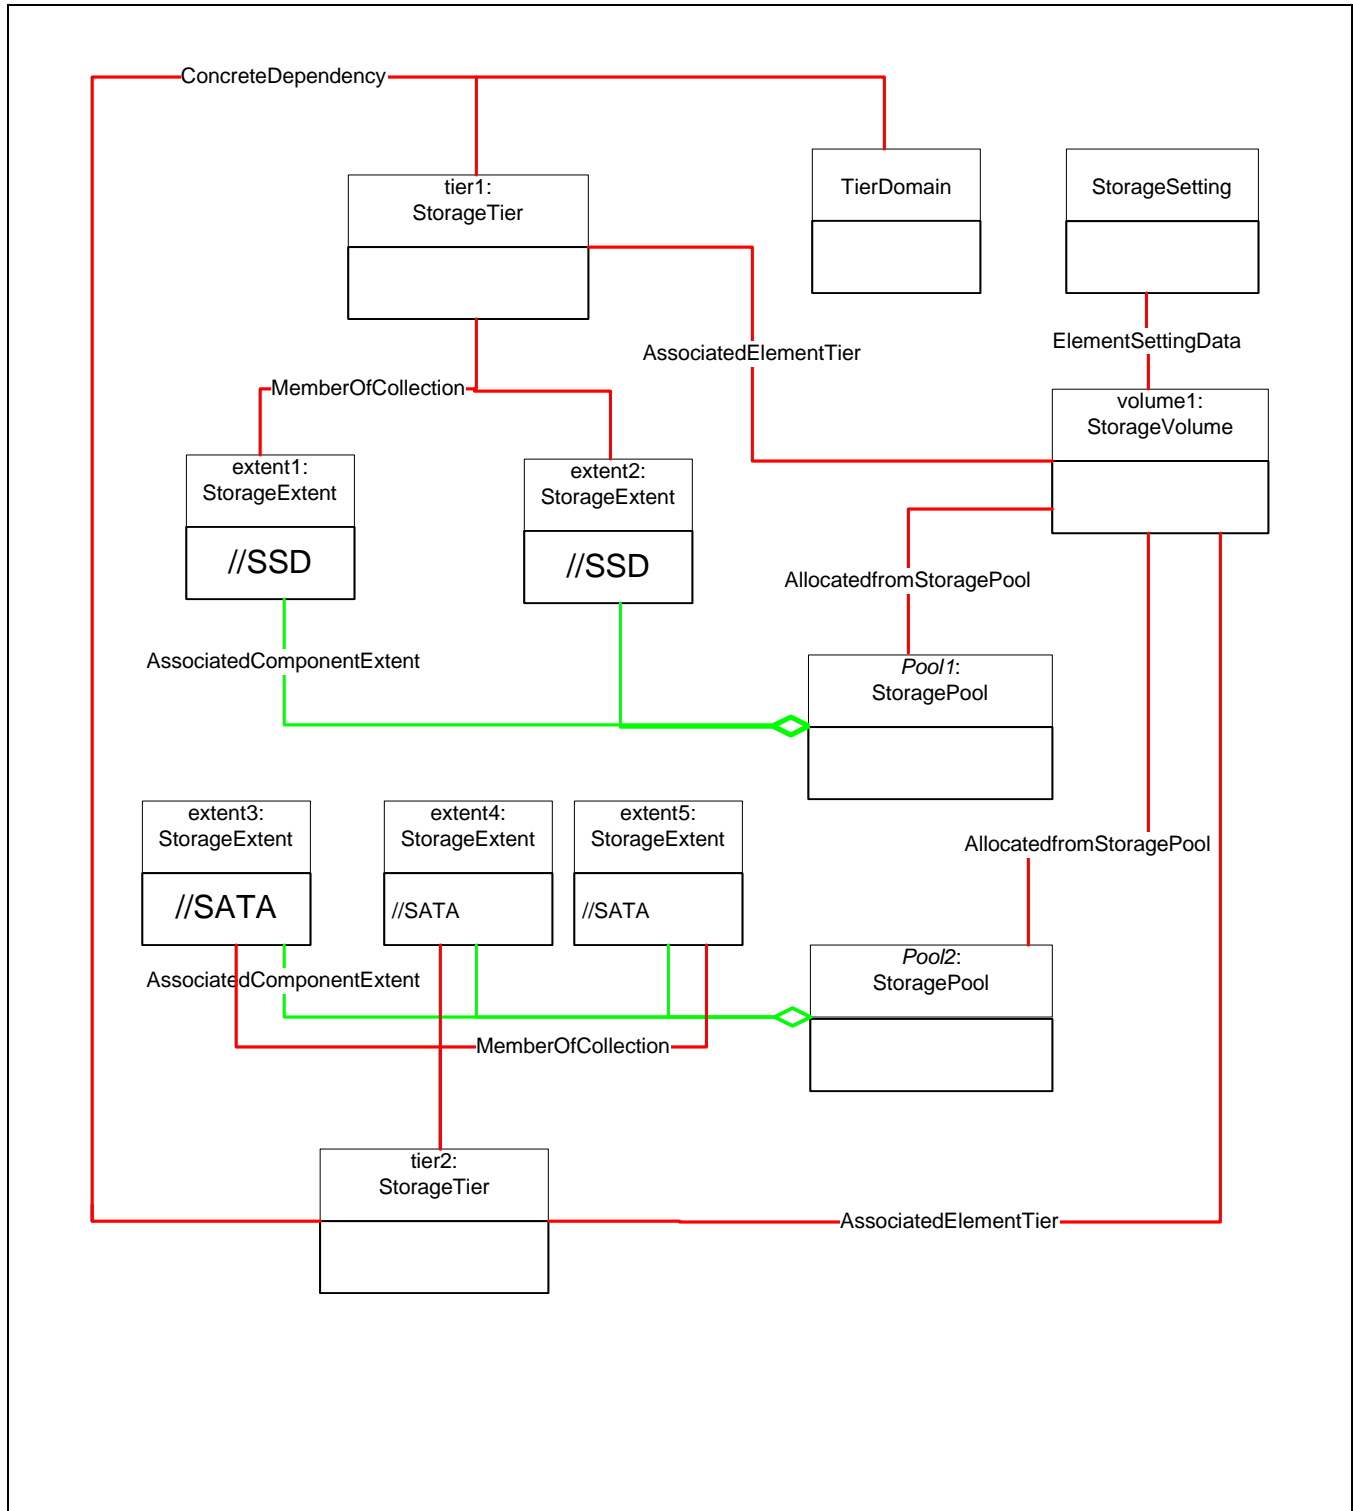 ConcreteDependency
tier1:
StorageTier
TierDomain
StorageSetting
AssociatedElementTier
ElementSettingData
MemberOfCollection
volume1:
StorageVolume
extent1:
StorageExtent
//SSD
extent2:
StorageExtent
//SSD
AllocatedfromStoragePool
AssociatedComponentExtent
Pool1:
StoragePool
extent3:
StorageExtent
//SATA
extent4:
StorageExtent
//SATA
extent5:
StorageExtent
//SATA
AllocatedfromStoragePool
AssociatedComponentExtent
Pool2:
StoragePool
MemberOfCollection
tier2:
StorageTier
AssociatedElementTier